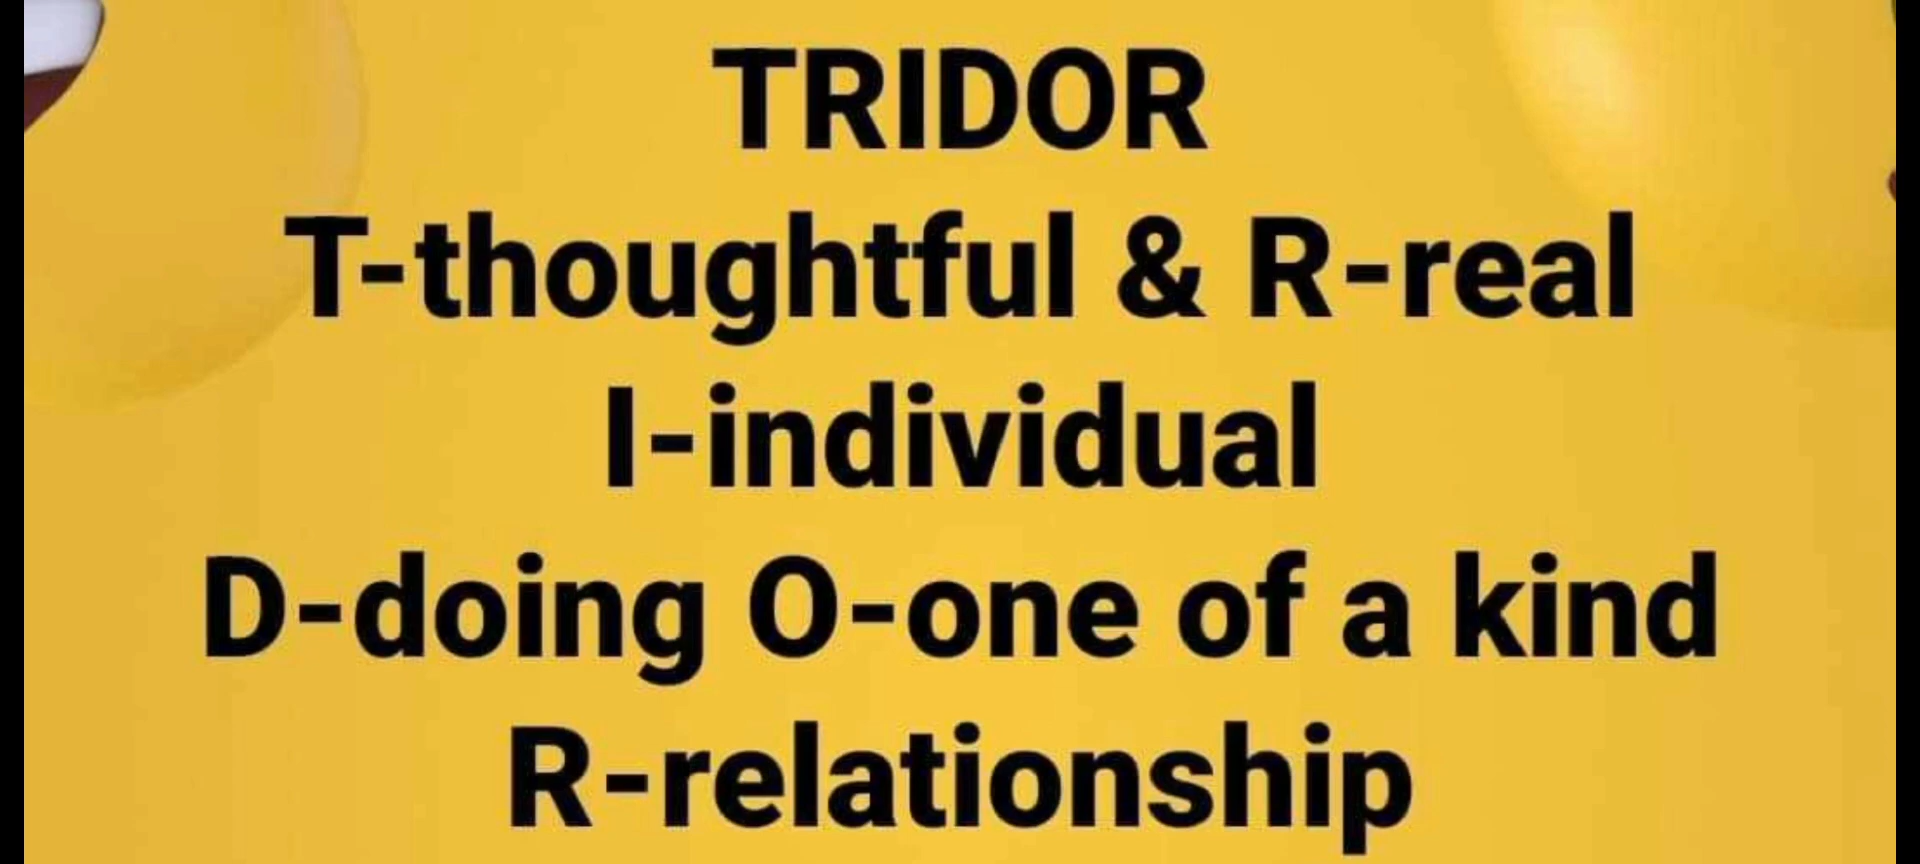 TRIDOR
T-thoughtful & R-real
I-individual
D-doing O-one of a kind
R-relationship